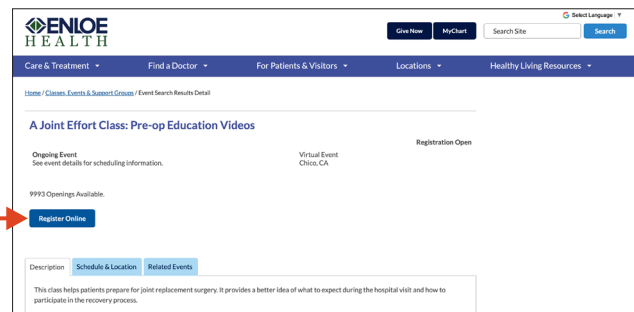 Select Language ▼
ENLOE
HEALTH
Give Now
MyChart
Search Site
Search
Care & Treatment
Find a Doctor
For Patients & Visitors
Locations
Healthy Living Resources
Home / Classes, Events & Support Groups / Event Search Results Detail
A Joint Effort Class: Pre-op Education Videos
Registration Open
Ongoing Event
See event details for scheduling information.
Virtual Event
Chico, CA
9993 Openings Available.
Register Online
Description
Schedule & Location
Related Events
This class helps patients prepare for joint replacement surgery. It provides a better idea of what to expect during the hospital visit and how to
participate in the recovery process.